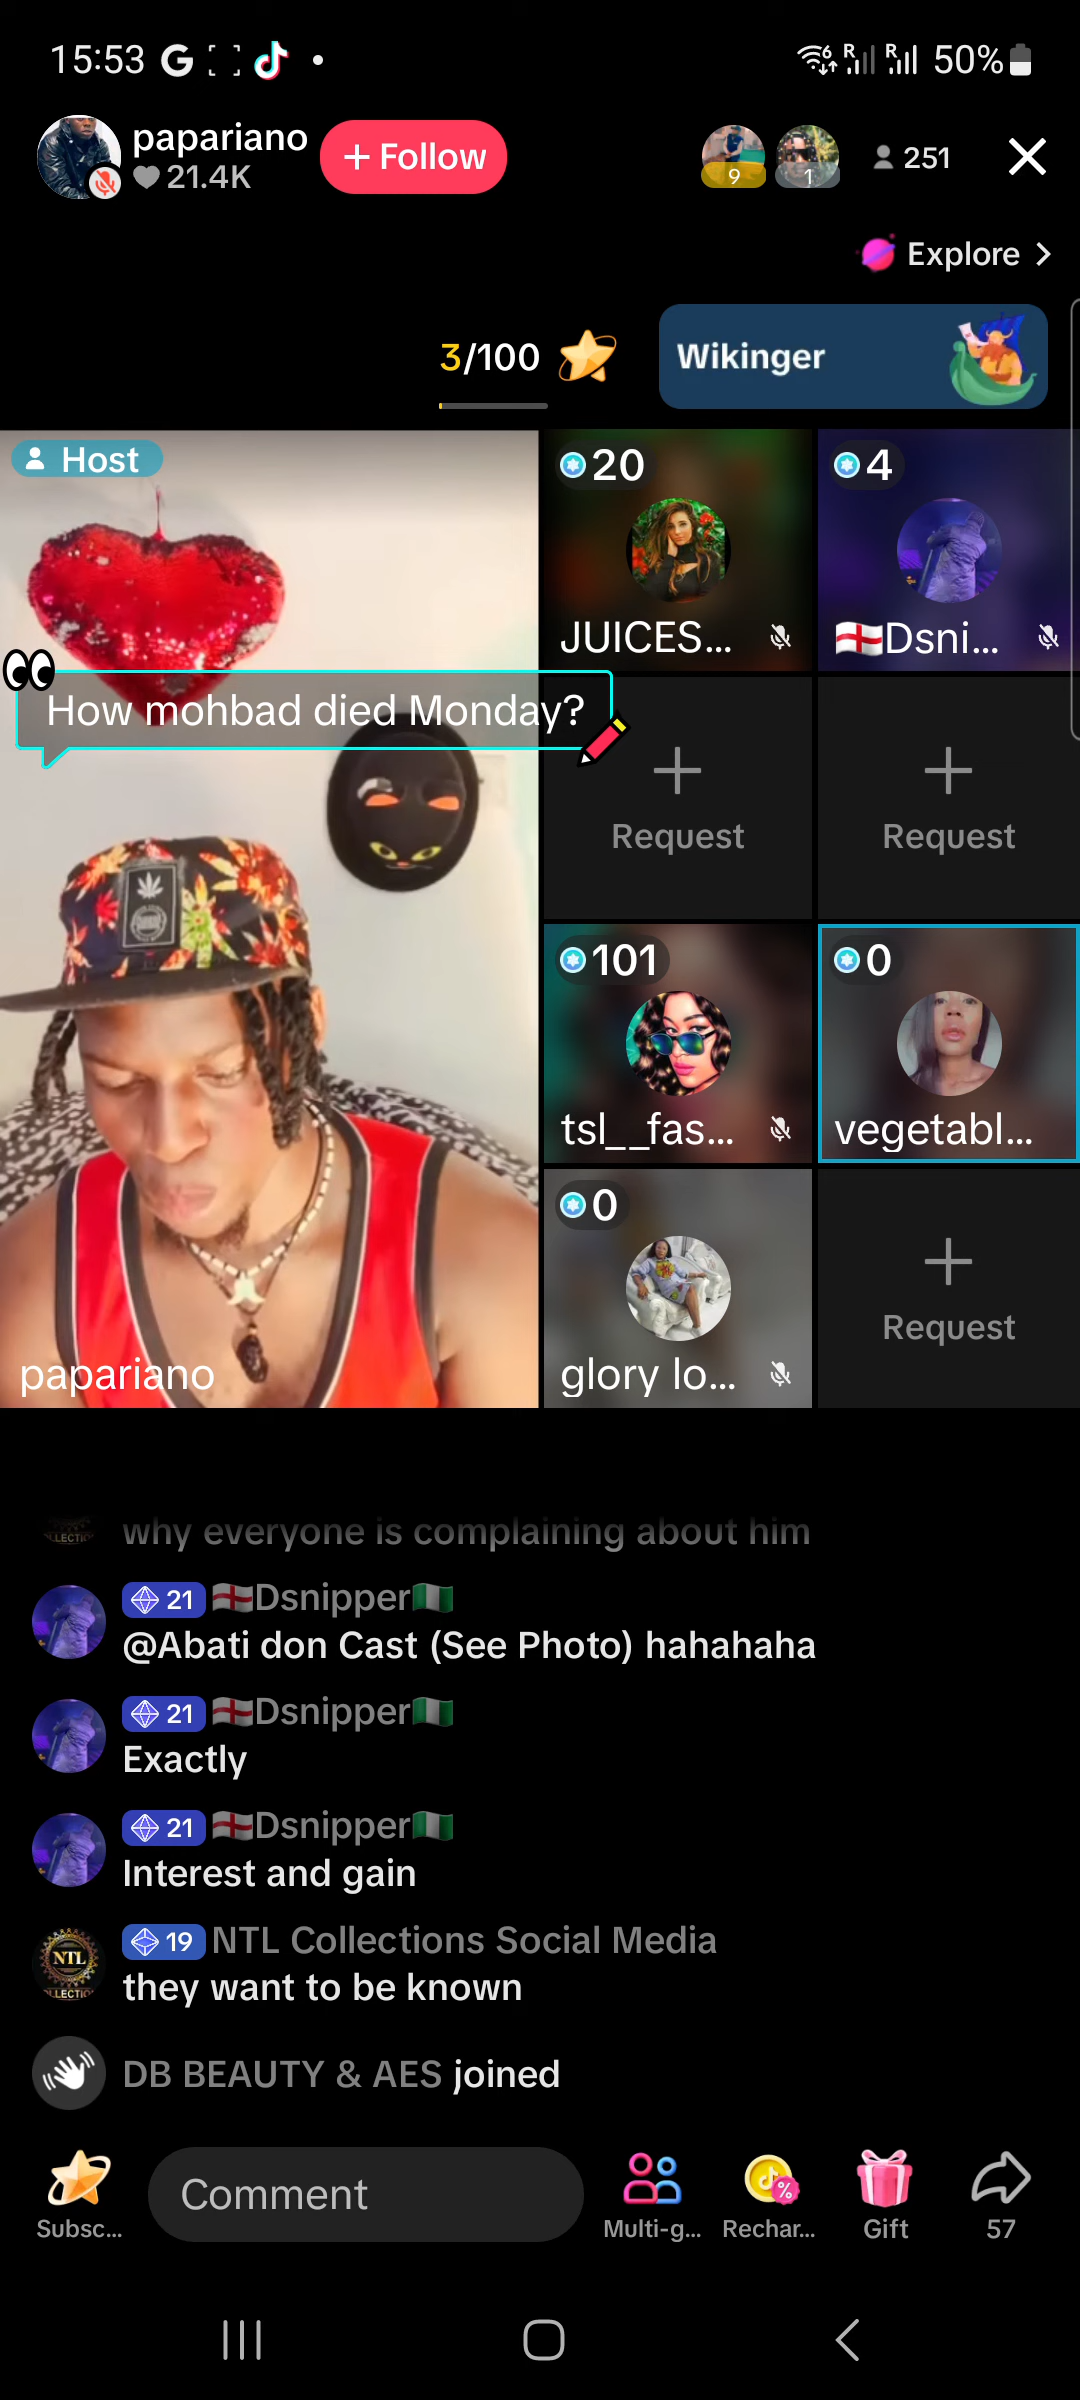 15:53 G 50%
papariano
21.4K
+ Follow
9
1
251
Explore
3/100
Wikinger
Host
20
4
JUICES...
🏴󠁧󠁢󠁥󠁮󠁧󠁿Dsni...
How mohbad died Monday?
Request
Request
101
0
tsl__fas...
vegetabl...
0
Request
papariano
glory lo...
why everyone is complaining about him
21 🏴󠁧󠁢󠁥󠁮󠁧󠁿Dsnipper🇳🇬
@Abati don Cast (See Photo) hahahaha
21 🏴󠁧󠁢󠁥󠁮󠁧󠁿Dsnipper🇳🇬
Exactly
21 🏴󠁧󠁢󠁥󠁮󠁧󠁿Dsnipper🇳🇬
Interest and gain
NTL
19 NTL Collections Social Media
they want to be known
DB BEAUTY & AES joined
Comment
Subsc...
Multi-g...
Rechar...
Gift
57